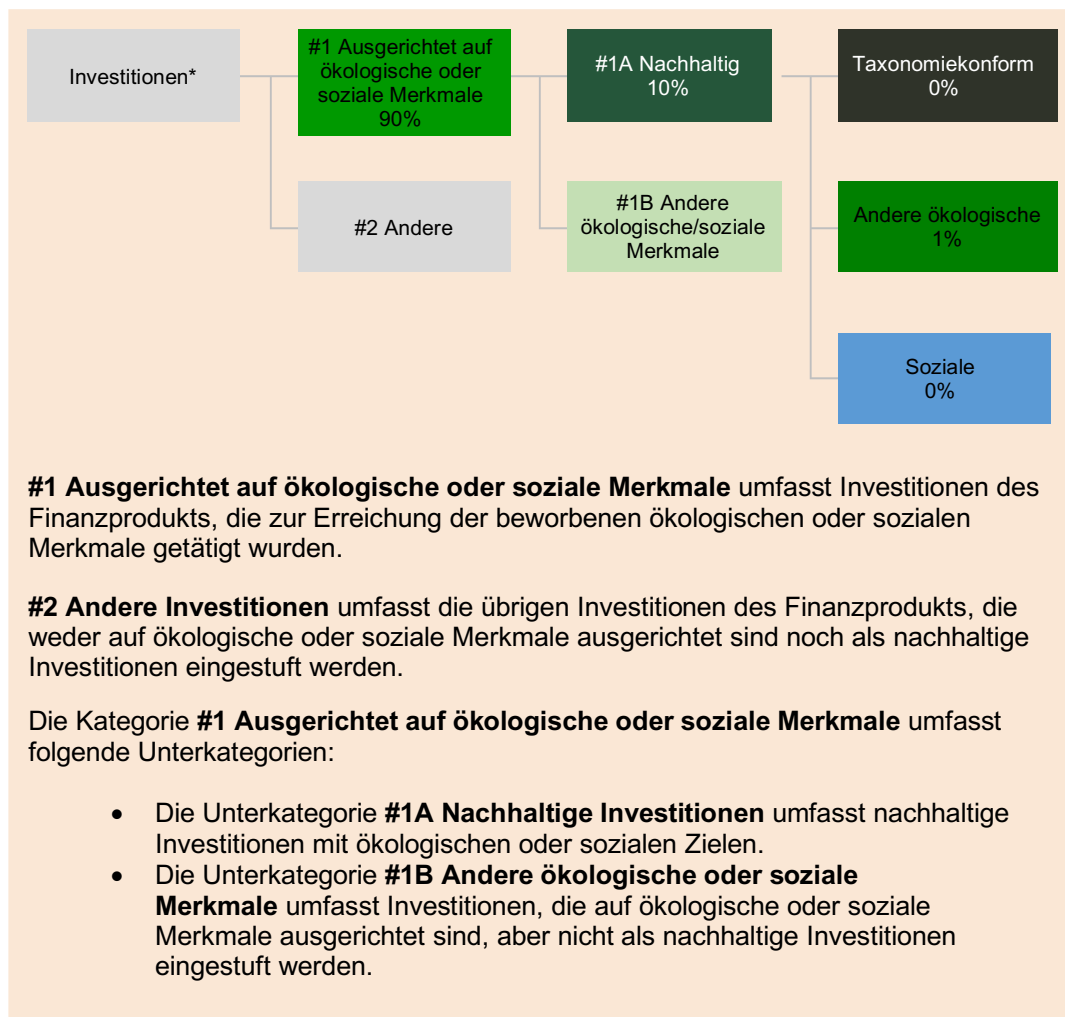 Investitionen*
#1 Ausgerichtet auf
ökologische oder
soziale Merkmale
90%
#2 Andere
#1A Nachhaltig
10%
#1B Andere
ökologische/soziale
Merkmale
Taxonomiekonform
0%
Andere ökologische
1%
Soziale
0%
#1 Ausgerichtet auf ökologische oder soziale Merkmale umfasst Investitionen des
Finanzprodukts, die zur Erreichung der beworbenen ökologischen oder sozialen
Merkmale getätigt wurden.
#2 Andere Investitionen umfasst die übrigen Investitionen des Finanzprodukts, die
weder auf ökologische oder soziale Merkmale ausgerichtet sind noch als nachhaltige
Investitionen eingestuft werden.
Die Kategorie #1 Ausgerichtet auf ökologische oder soziale Merkmale umfasst
folgende Unterkategorien:
• Die Unterkategorie #1A Nachhaltige Investitionen umfasst nachhaltige
Investitionen mit ökologischen oder sozialen Zielen.
• Die Unterkategorie #1B Andere ökologische oder soziale
Merkmale umfasst Investitionen, die auf ökologische oder soziale
Merkmale ausgerichtet sind, aber nicht als nachhaltige Investitionen
eingestuft werden.